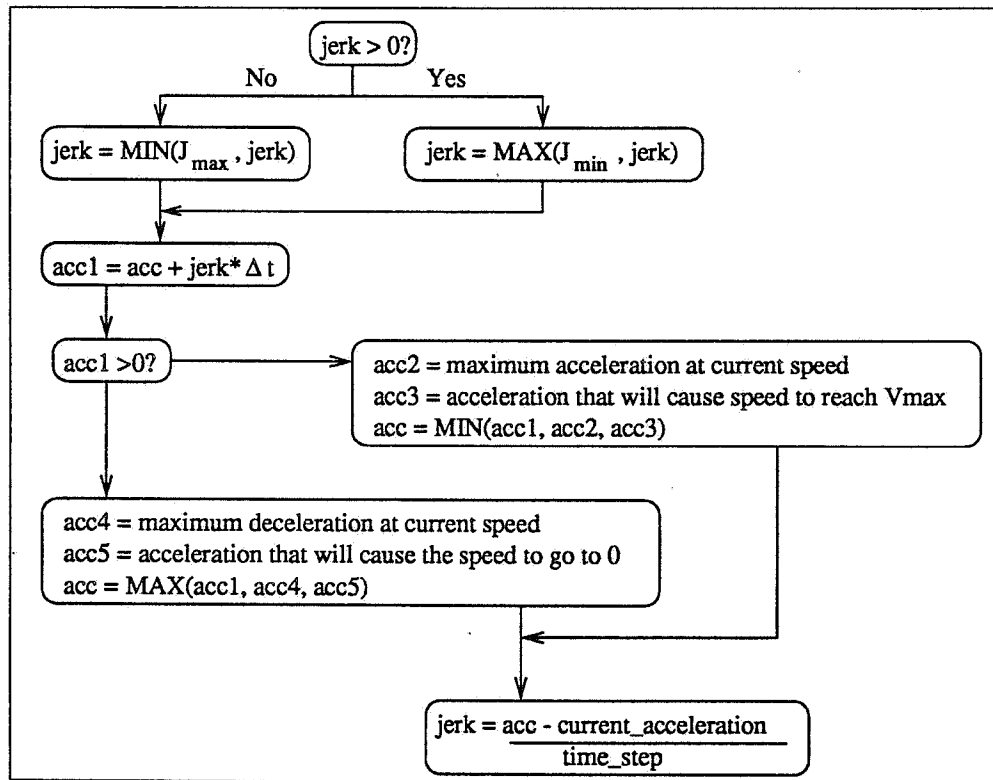 jerk > 0?
No
Yes
jerk = MIN(J_max , jerk)
jerk = MAX(J_min , jerk)
acc1 = acc + jerk* Δ t
acc1 >0?
acc2 = maximum acceleration at current speed
acc3 = acceleration that will cause speed to reach Vmax
acc = MIN(acc1, acc2, acc3)
acc4 = maximum deceleration at current speed
acc5 = acceleration that will cause the speed to go to 0
acc = MAX(acc1, acc4, acc5)
jerk = acc - current_acceleration
time_step